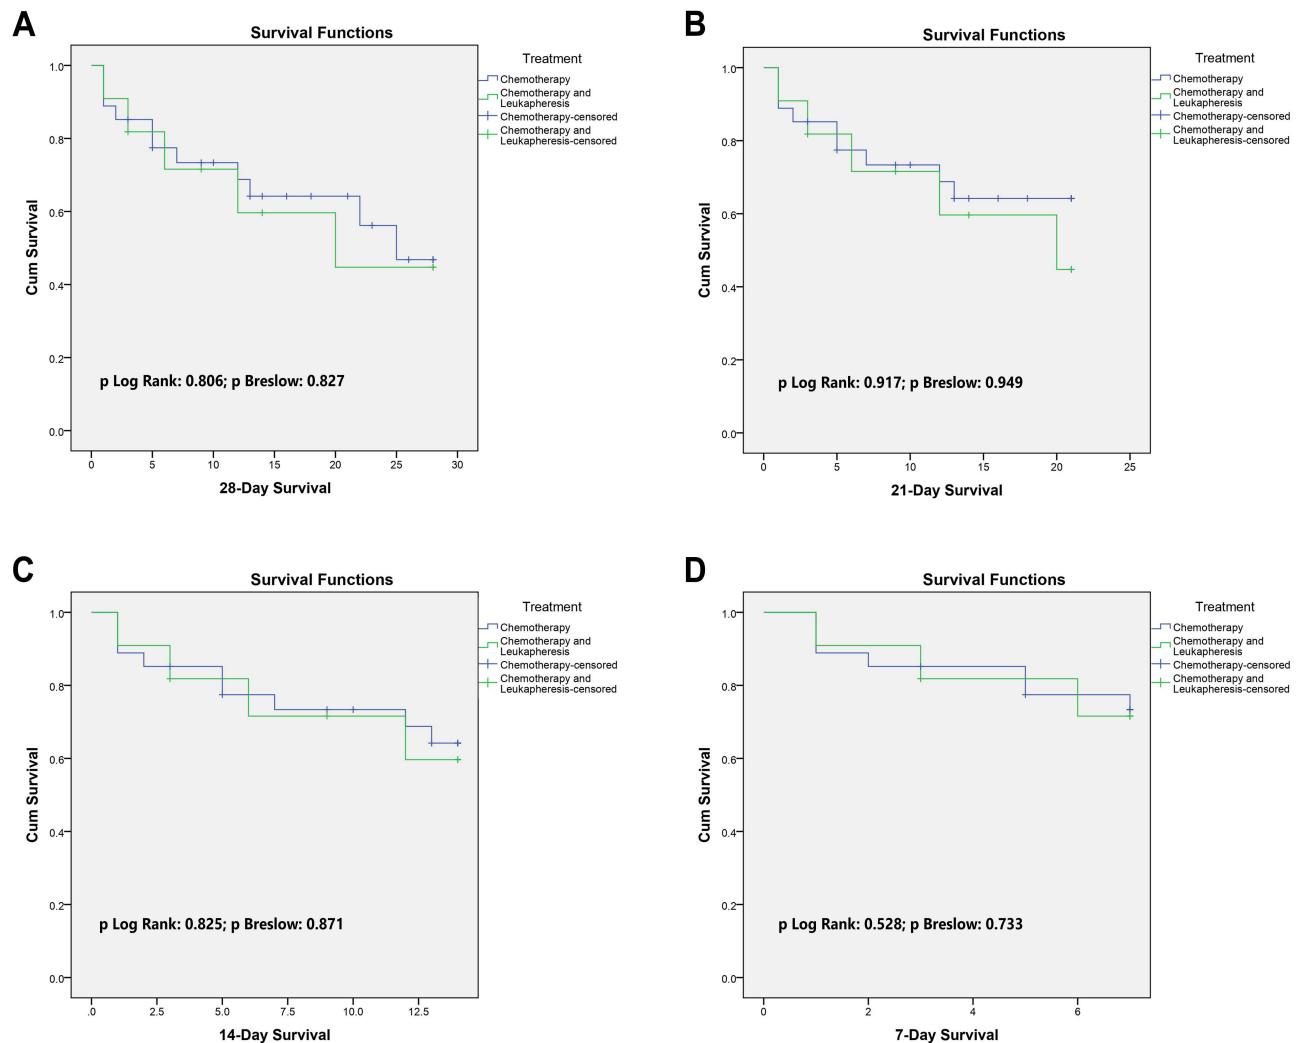 A
Survival Functions
Treatment
Chemotherapy
Chemotherapy and
Leukapheresis
Chemotherapy-censored
Chemotherapy and
Leukapheresis-censored
Cum Survival
1.0
0.8
0.6
0.4
0.2
0.0
p Log Rank: 0.806; p Breslow: 0.827
0 5 10 15 20 25 30
28-Day Survival
B
Survival Functions
Treatment
Chemotherapy
Chemotherapy and
Leukapheresis
Chemotherapy-censored
Chemotherapy and
Leukapheresis-censored
Cum Survival
1.0
0.8
0.6
0.4
0.2
0.0
p Log Rank: 0.917; p Breslow: 0.949
0 5 10 15 20 25
21-Day Survival
C
Survival Functions
Treatment
Chemotherapy
Chemotherapy and
Leukapheresis
Chemotherapy-censored
Chemotherapy and
Leukapheresis-censored
Cum Survival
1.0
0.8
0.6
0.4
0.2
0.0
p Log Rank: 0.825; p Breslow: 0.871
.0 2.5 5.0 7.5 10.0 12.5
14-Day Survival
D
Survival Functions
Treatment
Chemotherapy
Chemotherapy and
Leukapheresis
Chemotherapy-censored
Chemotherapy and
Leukapheresis-censored
Cum Survival
1.0
0.8
0.6
0.4
0.2
0.0
p Log Rank: 0.528; p Breslow: 0.733
0 2 4 6
7-Day Survival